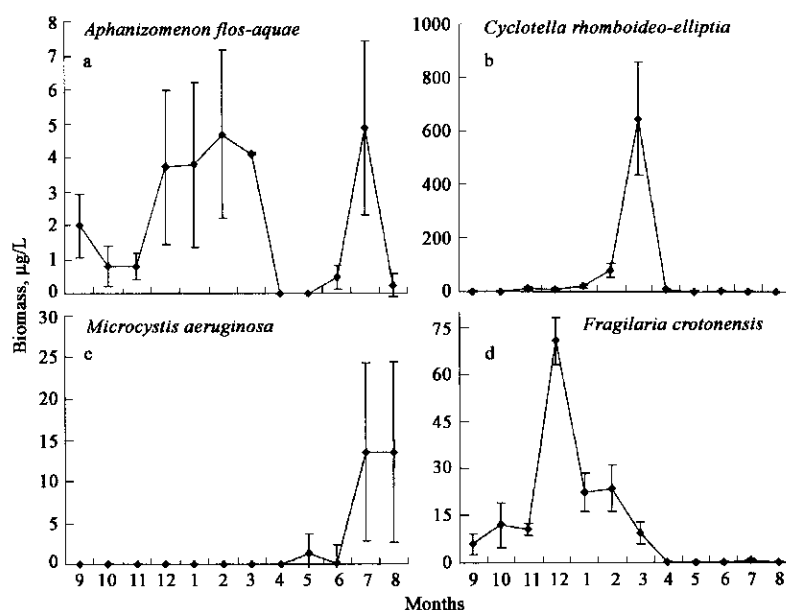 Aphanizomenon flos-aquae
a
8
7
6
5
4
3
2
1
0
Cyclotella rhomboideo-elliptia
b
1000
800
600
400
200
0
Biomass, μg/L
Microcystis aeruginosa
c
30
25
20
15
10
5
0
9 10 11 12 1 2 3 4 5 6 7 8
Fragilaria crotonensis
d
75
60
45
30
15
0
9 10 11 12 1 2 3 4 5 6 7 8
Months